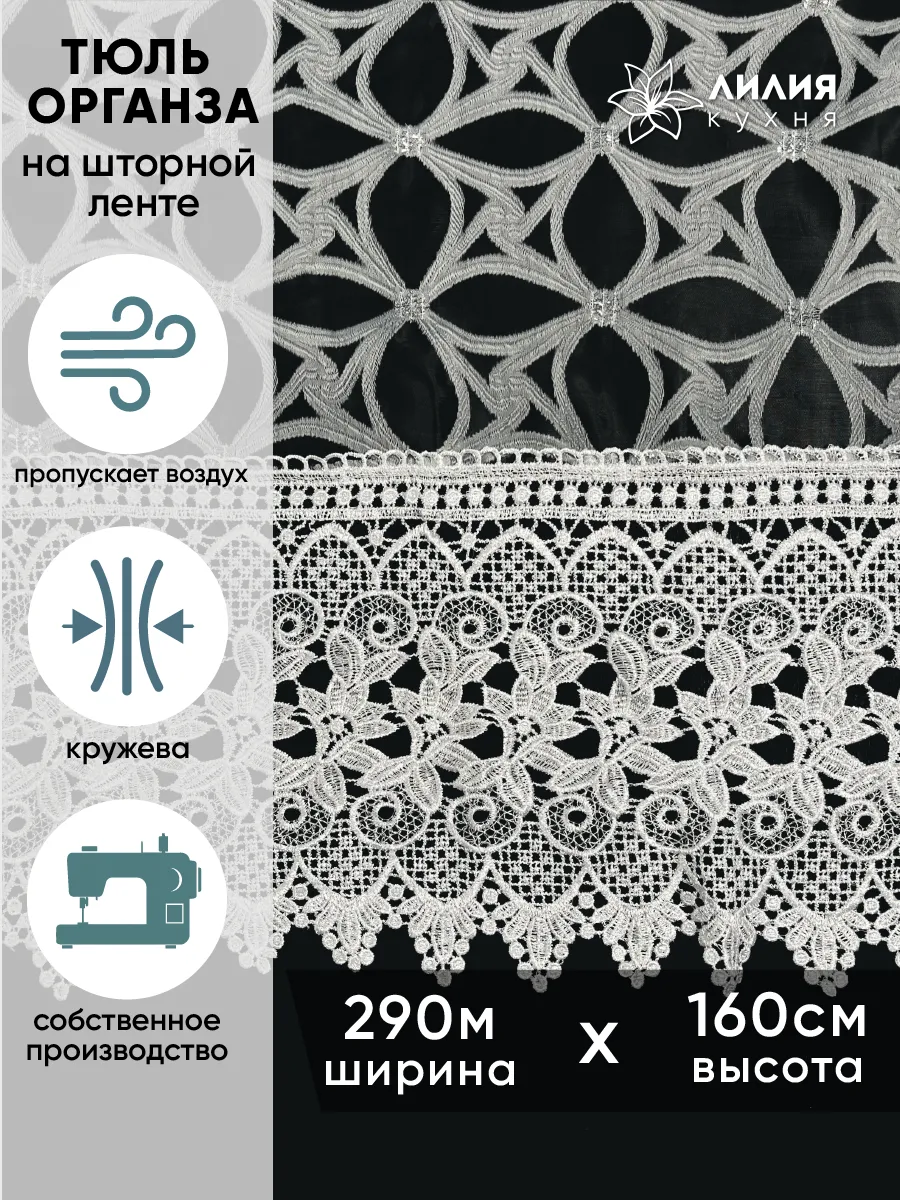 ТЮЛЬ
ОРГАНЗА
на шторной
ленте
ЛИЛИЯ
кухня
пропускает воздух
кружева
собственное
производство
290м
ширина
х
160см
высота